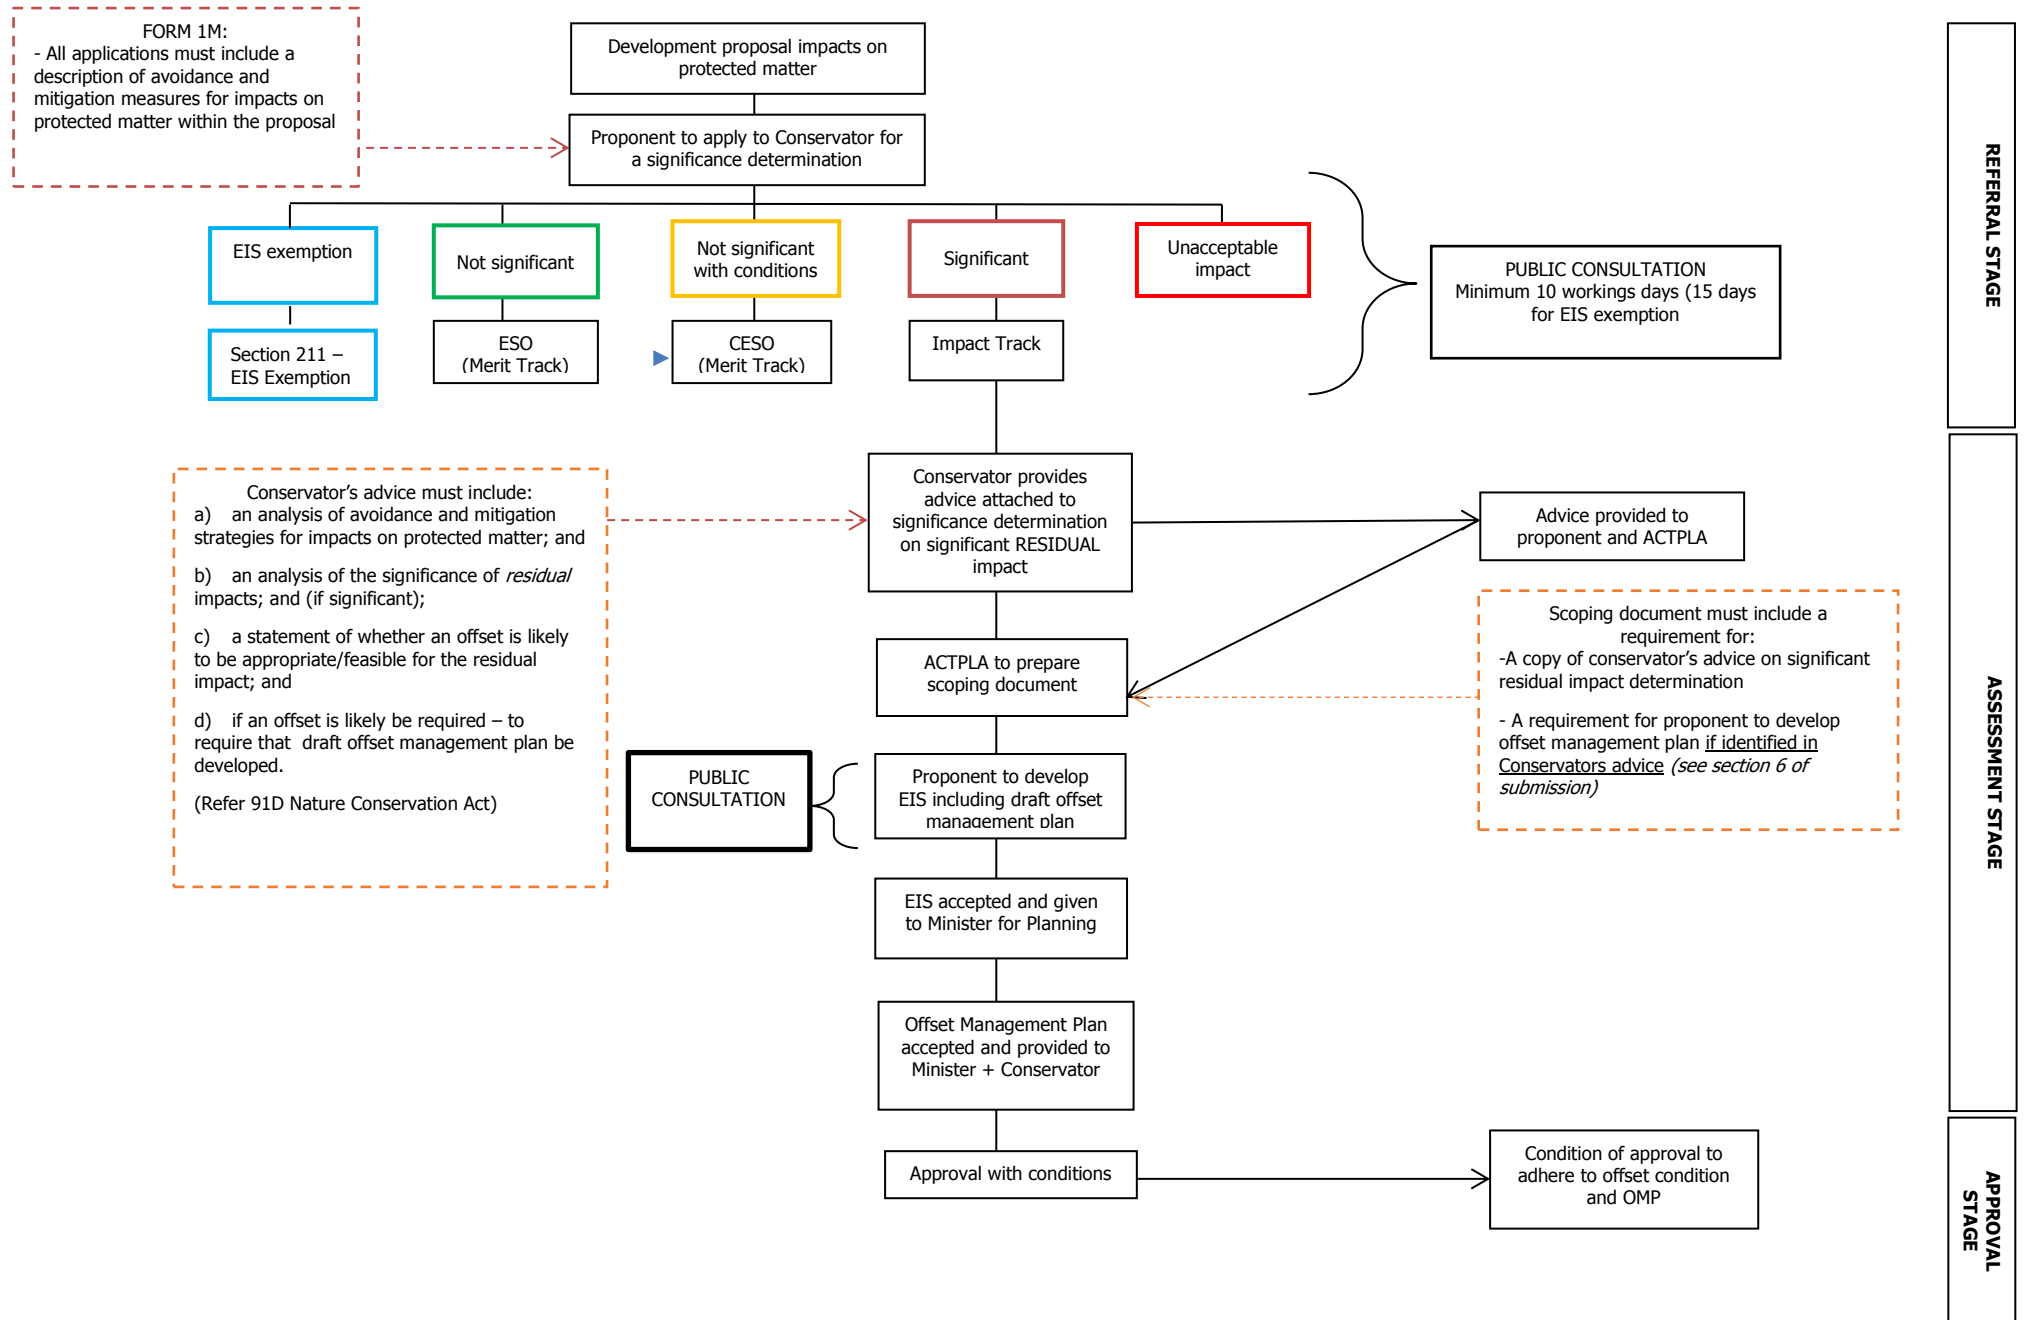 FORM 1M:
- All applications must include a
description of avoidance and
mitigation measures for impacts on
protected matter within the proposal
Development proposal impacts on
protected matter
Proponent to apply to Conservator for
a significance determination
EIS exemption
Not significant
Not significant
with conditions
Significant
Unacceptable
impact
Section 211 –
EIS Exemption
ESO
(Merit Track)
CESO
(Merit Track)
Impact Track
PUBLIC CONSULTATION
Minimum 10 workings days (15 days
for EIS exemption
REFERRAL STAGE
Conservator’s advice must include:
a) an analysis of avoidance and mitigation
strategies for impacts on protected matter; and
b) an analysis of the significance of residual
impacts; and (if significant);
c) a statement of whether an offset is likely
to be appropriate/feasible for the residual
impact; and
d) if an offset is likely be required – to
require that draft offset management plan be
developed.
(Refer 91D Nature Conservation Act)
Conservator provides
advice attached to
significance determination
on significant RESIDUAL
impact
Advice provided to
proponent and ACTPLA
ACTPLA to prepare
scoping document
Scoping document must include a
requirement for:
-A copy of conservator’s advice on significant
residual impact determination
- A requirement for proponent to develop
offset management plan if identified in
Conservators advice (see section 6 of
submission)
PUBLIC
CONSULTATION
Proponent to develop
EIS including draft offset
management plan
EIS accepted and given
to Minister for Planning
Offset Management Plan
accepted and provided to
Minister + Conservator
ASSESSMENT STAGE
Approval with conditions
Condition of approval to
adhere to offset condition
and OMP
APPROVAL
STAGE